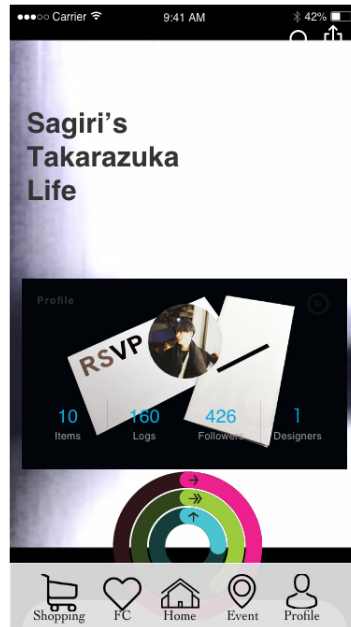 Carrier 9:41 AM 42%
Sagiri's
Takarazuka
Life
Profile
RSVP
10 160 426 1
Items Logs Followers Designers
Shopping FC Home Event Profile